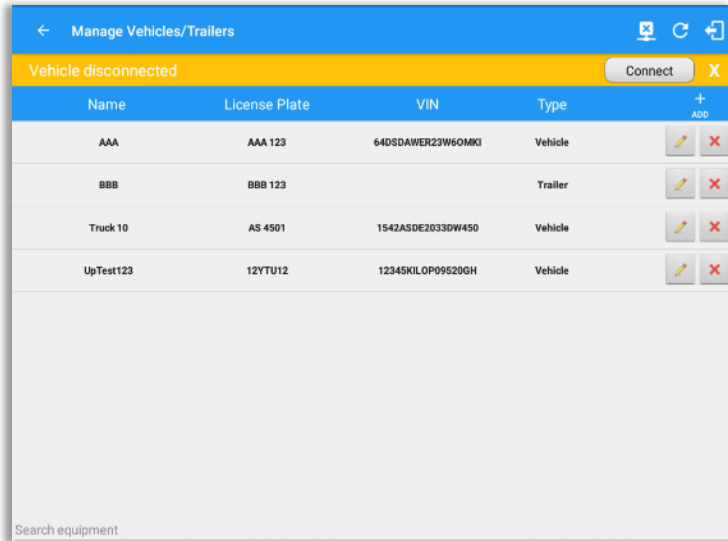 Manage Vehicles/Trailers
Vehicle disconnected Connect X
Name License Plate VIN Type ADD
AAA AAA 123 64DSDAWER23W6OMKI Vehicle
BBB BBB 123 Trailer
Truck 10 AS 4501 1542ASDE2033DW450 Vehicle
UpTest123 12YTU12 12345KILOP09520GH Vehicle
Search equipment